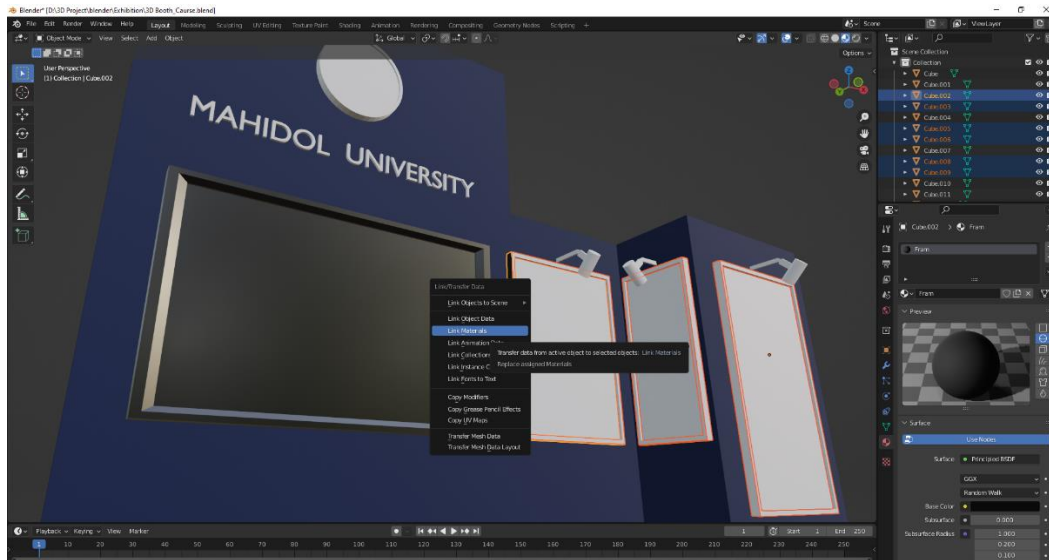 Blender* [D:\3D Project\blender\Exhibition\3D Booth_Caurse.blend]
File Edit Render Window Help Layout Modeling Sculpting UV Editing Texture Paint Shading Animation Rendering Compositing Geometry Nodes Scripting + Scene ViewLayer
Object Mode View Select Add Object Global
Options
User Perspective
(1) Collection | Cube.002
MAHIDOL UNIVERSITY
Link/Transfer Data
Link Objects to Scene
Link Object Data
Link Materials
Link Animation Data
Link Collections
Link Instance C
Link Fonts to Text
Copy Modifiers
Copy Grease Pencil Effects
Copy UV Maps
Transfer Mesh Data
Transfer Mesh Data Layout
Transfer data from active object to selected objects: Link Materials
Replace assigned Materials
Scene Collection
Collection
Cube
Cube.001
Cube.002
Cube.003
Cube.004
Cube.005
Cube.006
Cube.007
Cube.008
Cube.009
Cube.010
Cube.011
Cube.002 > Fram
Fram
Fram
Preview
Surface
Use Nodes
Surface Principled BSDF
GGX
Random Walk
Base Color
Subsurface 0.000
Subsurface Radius 1.000
0.200
0.100
Playback Keying View Marker 1 Start 1 End 250
1 10 20 30 40 50 60 70 80 90 100 110 120 130 140 150 160 170 180 190 200 210 220 230 240 250